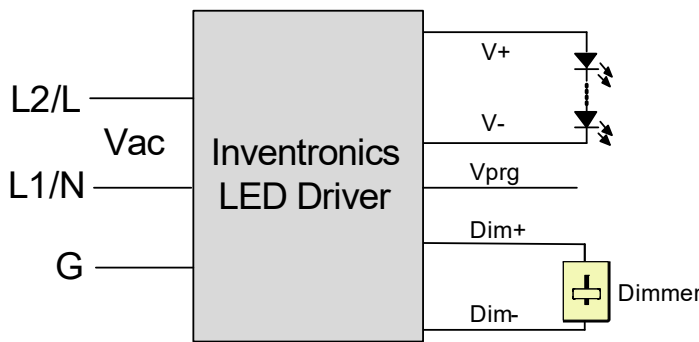 V+
L2/L
Vac
V-
Inventronics
LED Driver
L1/N
Vprg
Dim+
G
Dimmer
Dim-